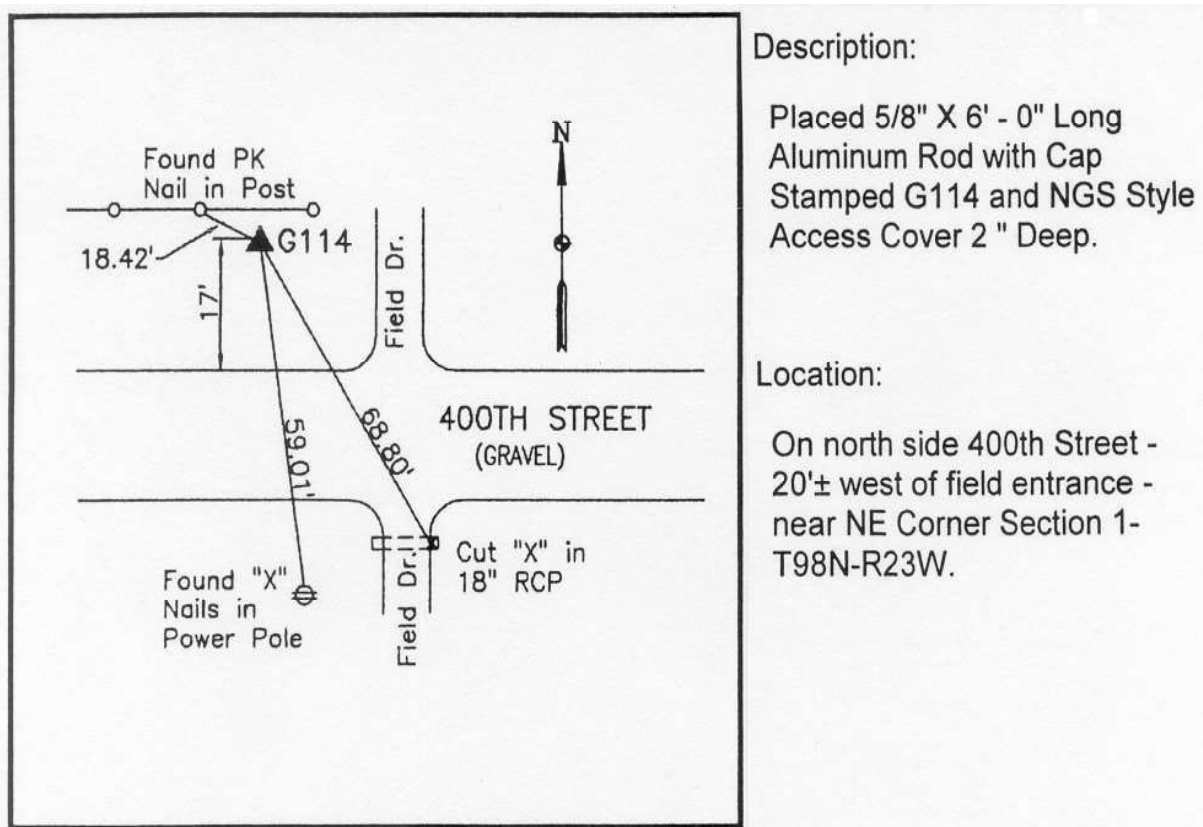 Found PK
Nail in Post
18.42'
G114
17'
N
Field Dr.
400TH STREET
(GRAVEL)
59.01'
68.80'
Found "X"
Nails in
Power Pole
Field Dr.
Cut "X" in
18" RCP
Description:
Placed 5/8" X 6' - 0" Long
Aluminum Rod with Cap
Stamped G114 and NGS Style
Access Cover 2 " Deep.
Location:
On north side 400th Street -
20'± west of field entrance -
near NE Corner Section 1-
T98N-R23W.